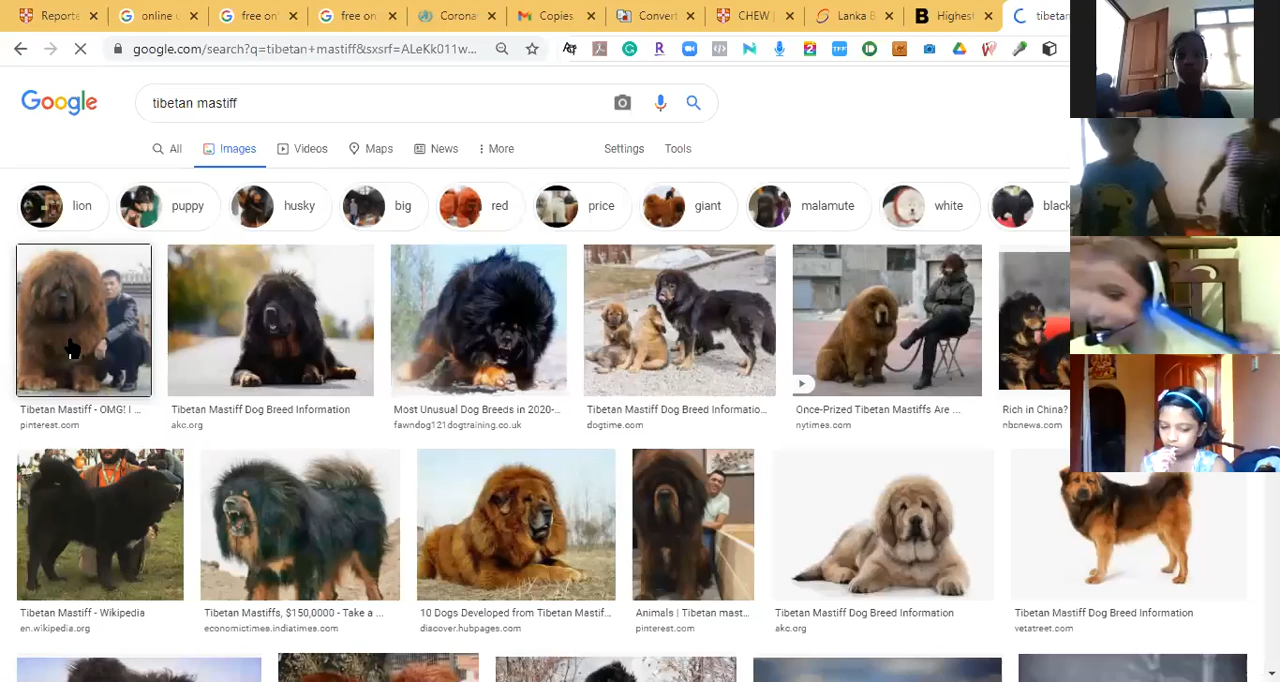 Reporte
online u
free on
free on
Corona
Copies
Convert
CHEW |
Lanka B
Highest
tibetan
google.com/search?q=tibetan+mastiff&sxsrf=ALeKk011w...
Google
tibetan mastiff
All
Images
Videos
Maps
News
More
Settings
Tools
lion
puppy
husky
big
red
price
giant
malamute
white
black
Tibetan Mastiff - OMG! I ...
pinterest.com
Tibetan Mastiff Dog Breed Information
akc.org
Most Unusual Dog Breeds in 2020-...
fawndog121dogtraining.co.uk
Tibetan Mastiff Dog Breed Informatio...
dogtime.com
Once-Prized Tibetan Mastiffs Are ...
nytimes.com
Rich in China?
nbcnews.com
Tibetan Mastiff - Wikipedia
en.wikipedia.org
Tibetan Mastiffs, $150,0000 - Take a ...
economictimes.indiatimes.com
10 Dogs Developed from Tibetan Mastif...
discover.hubpages.com
Animals | Tibetan mast...
pinterest.com
Tibetan Mastiff Dog Breed Information
akc.org
Tibetan Mastiff Dog Breed Information
vetstreet.com